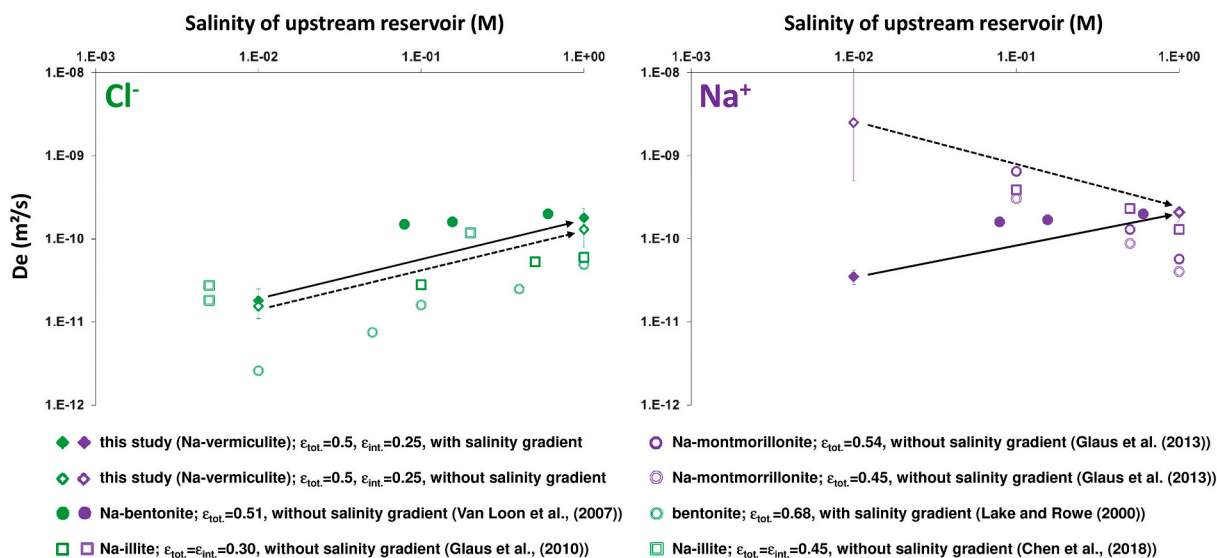 Salinity of upstream reservoir (M)
1.E-03 1.E-02 1.E-01 1.E+00
1.E-08
1.E-09
1.E-10
1.E-11
1.E-12
De (m²/s)
Cl⁻
Salinity of upstream reservoir (M)
1.E-03 1.E-02 1.E-01 1.E+00
1.E-08
1.E-09
1.E-10
1.E-11
1.E-12
Na⁺
this study (Na-vermiculite); εtot.=0.5, εint.=0.25, with salinity gradient
this study (Na-vermiculite); εtot.=0.5, εint.=0.25, without salinity gradient
Na-bentonite; εtot.=0.51, without salinity gradient (Van Loon et al., (2007))
Na-illite; εtot.=εint.=0.30, without salinity gradient (Glaus et al., (2010))
Na-montmorillonite; εtot.=0.54, without salinity gradient (Glaus et al. (2013))
Na-montmorrillonite; εtot.=0.45, without salinity gradient (Glaus et al. (2013))
bentonite; εtot.=0.68, with salinity gradient (Lake and Rowe (2000))
Na-illite; εtot.=εint.=0.45, without salinity gradient (Chen et al., (2018))